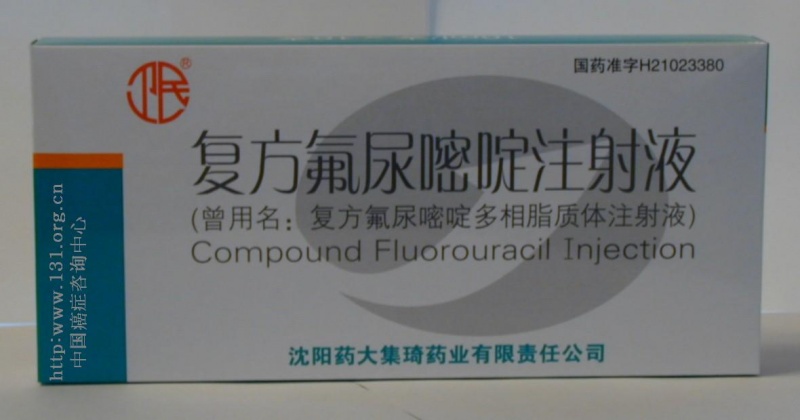 卫民®
国药准字H21023380
复方氟尿嘧啶注射液
(曾用名：复方氟尿嘧啶多相脂质体注射液)
Compound Fluorouracil Injection
沈阳药大集琦药业有限责任公司
http:www.131.org.cn
中国癌症咨询中心